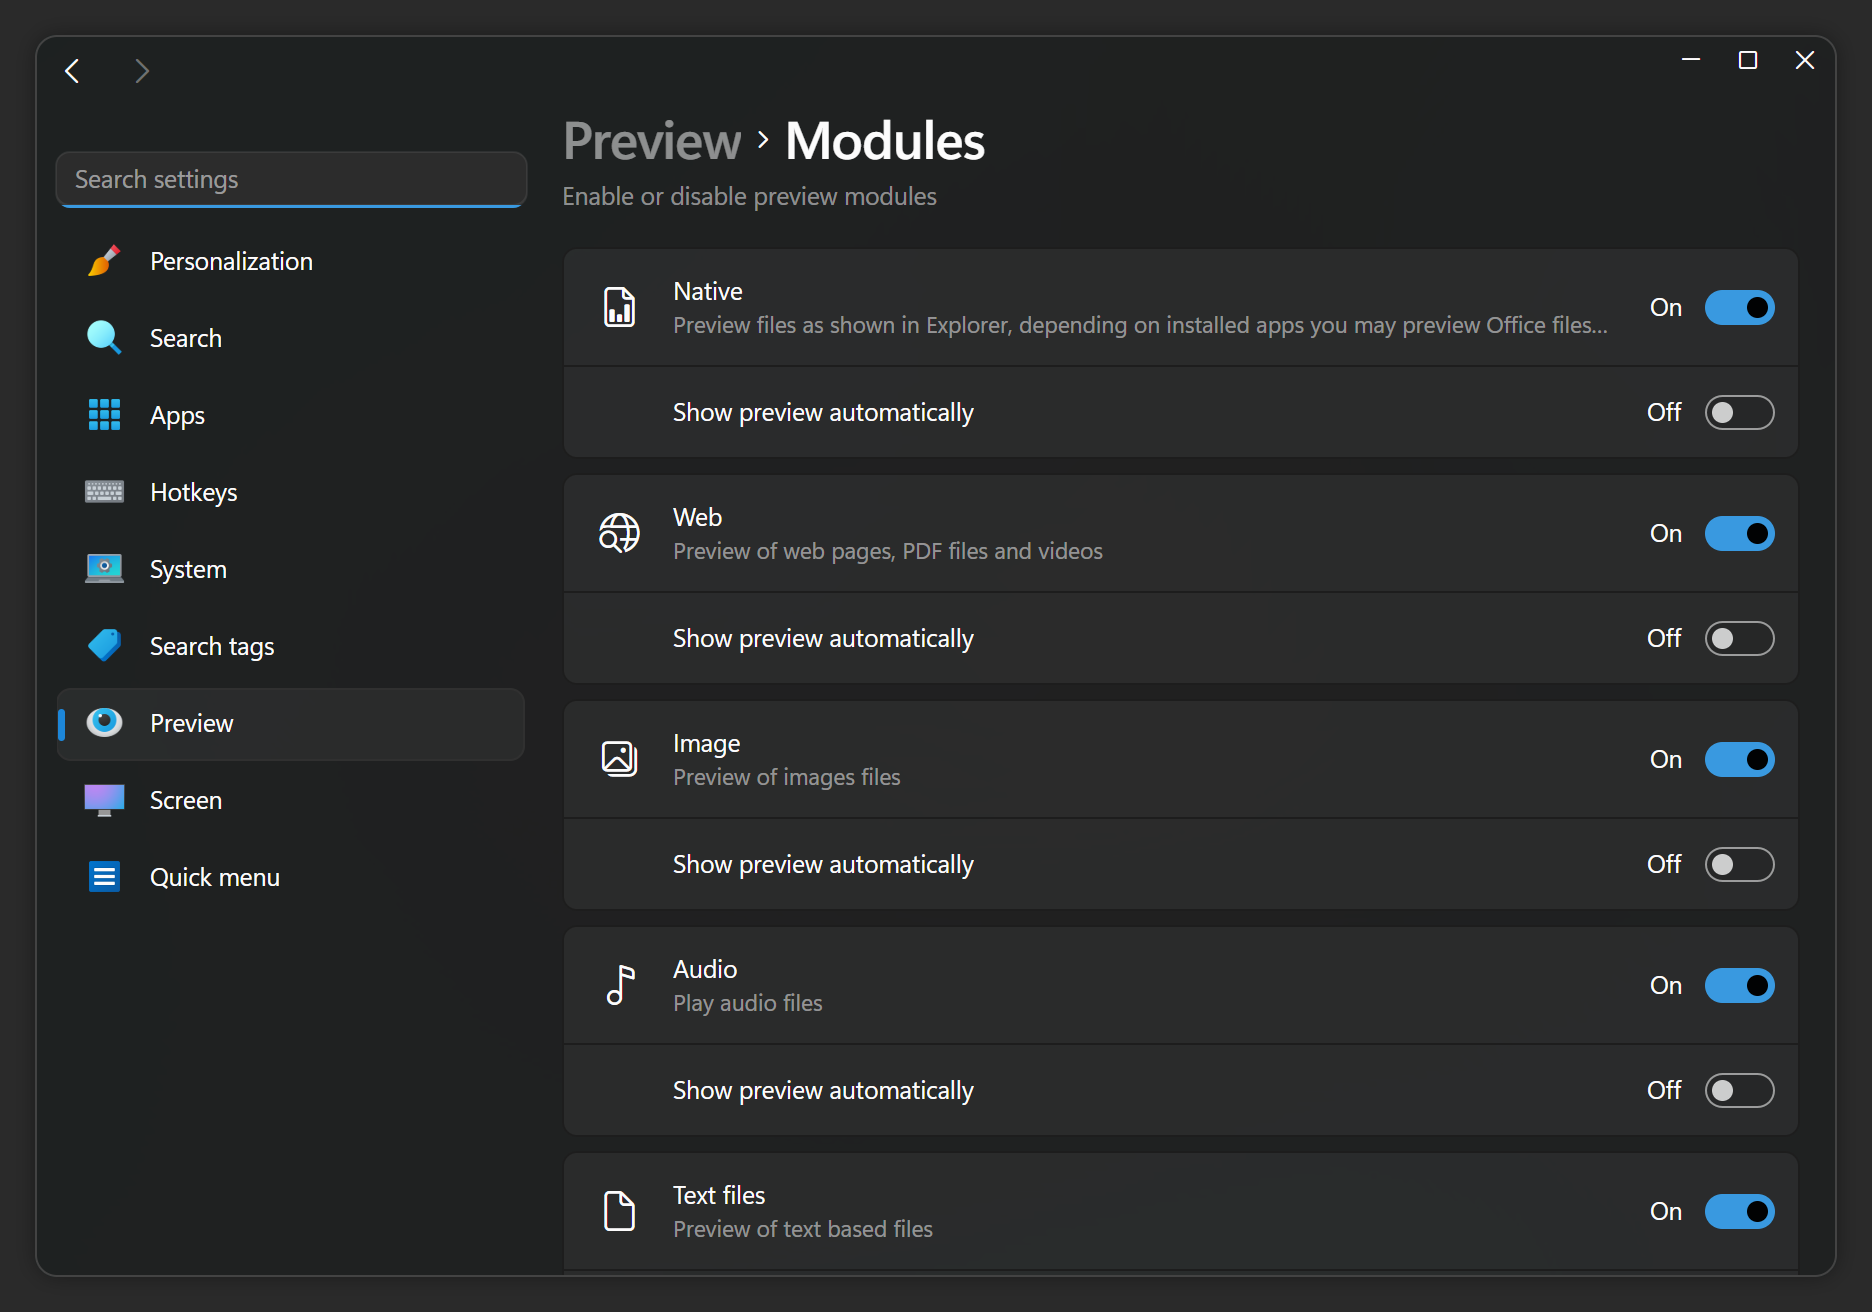 Search settings
Personalization
Search
Apps
Hotkeys
System
Search tags
Preview
Screen
Quick menu
Preview › Modules
Enable or disable preview modules
Native
Preview files as shown in Explorer, depending on installed apps you may preview Office files...
On
Show preview automatically
Off
Web
Preview of web pages, PDF files and videos
On
Show preview automatically
Off
Image
Preview of images files
On
Show preview automatically
Off
Audio
Play audio files
On
Show preview automatically
Off
Text files
Preview of text based files
On